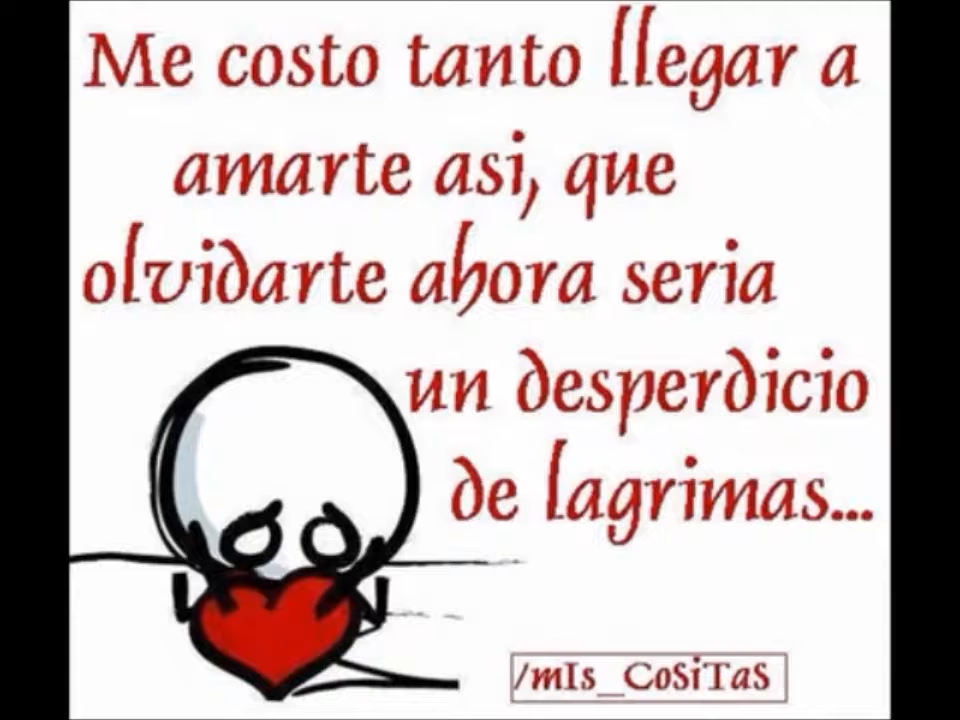 Me costo tanto llegar a
amarte asi, que
olvidarte ahora seria
un desperdicio
de lagrimas...
/mIs_CoSiTaS